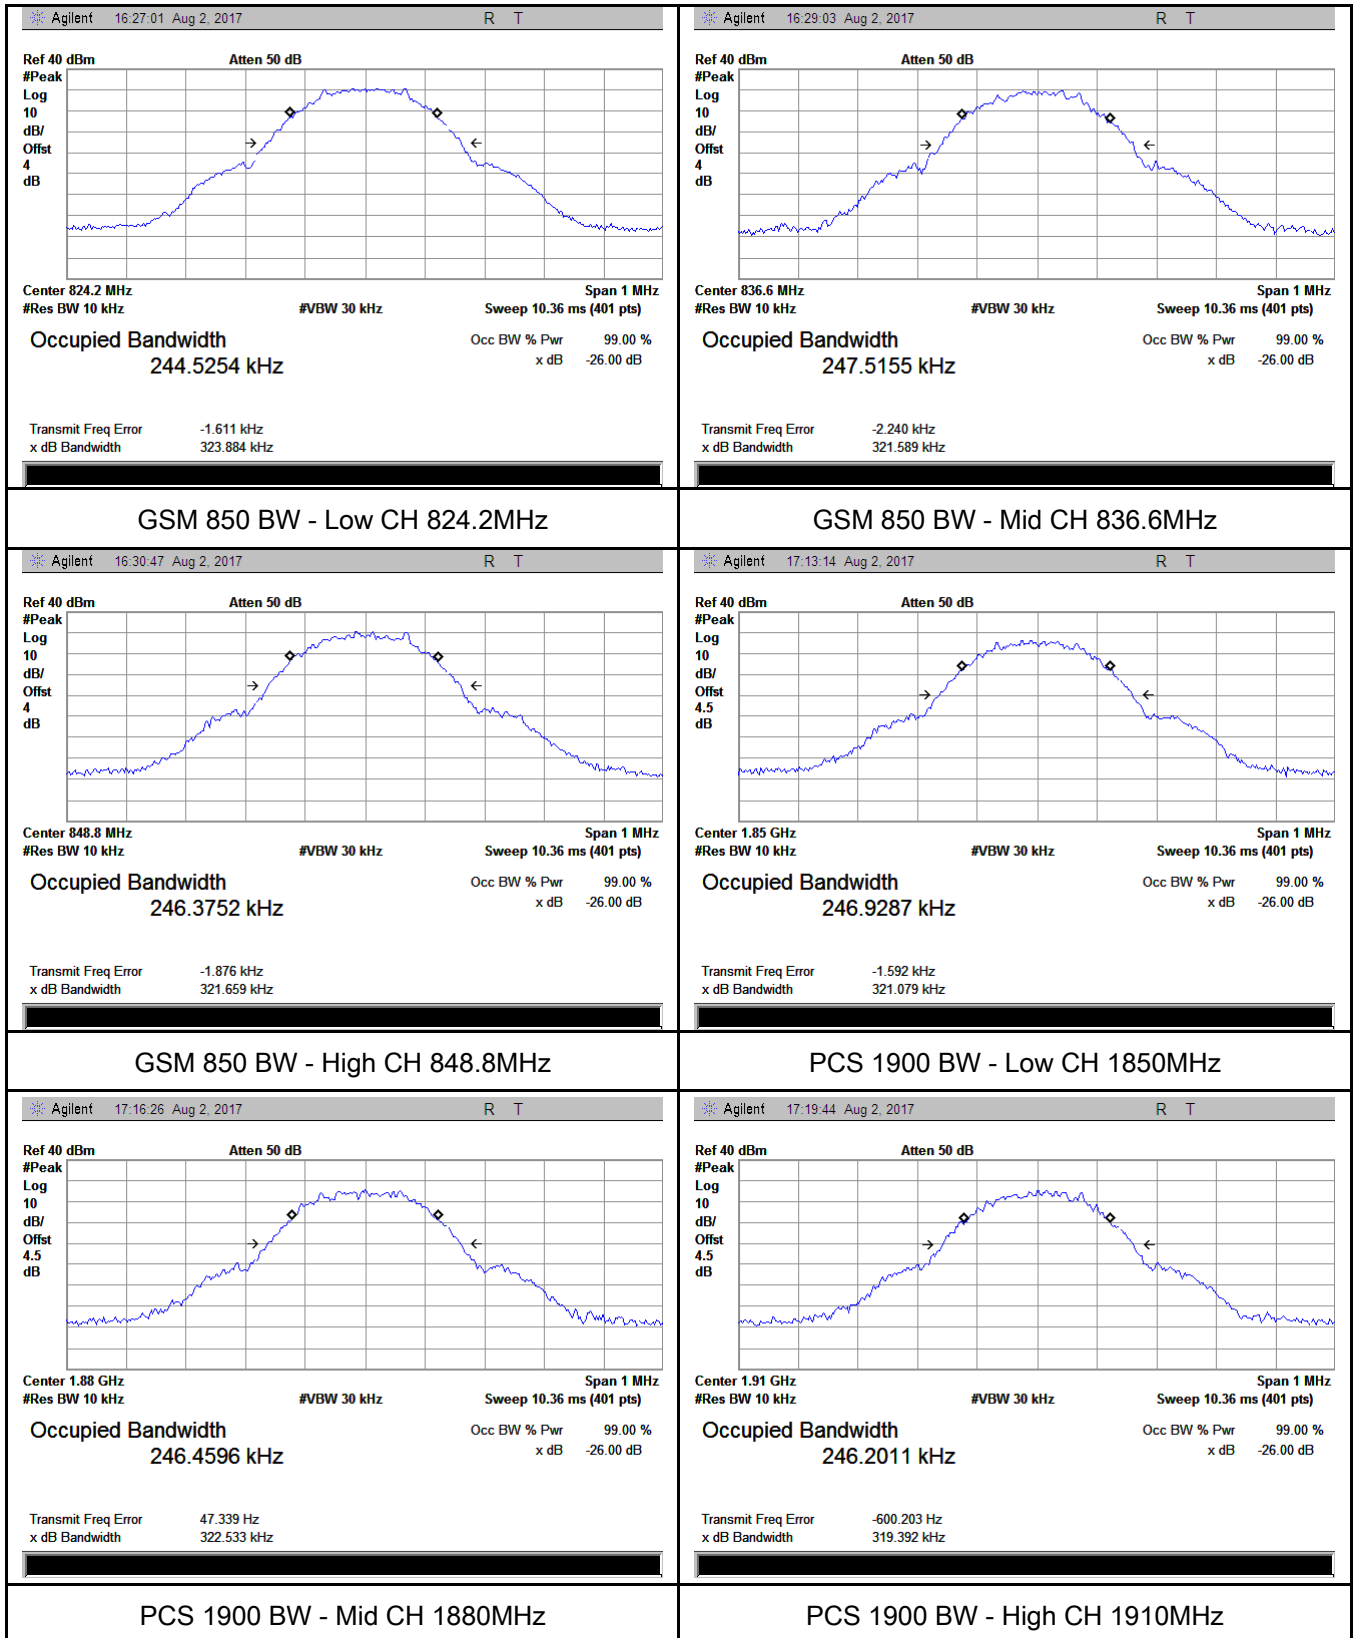 Agilent 16:27:01 Aug 2, 2017 R T
Ref 40 dBm Atten 50 dB
#Peak
Log
10
dB/
Offst
4
dB
Center 824.2 MHz Span 1 MHz
#Res BW 10 kHz #VBW 30 kHz Sweep 10.36 ms (401 pts)
Occupied Bandwidth Occ BW % Pwr 99.00 %
244.5254 kHz x dB -26.00 dB
Transmit Freq Error -1.611 kHz
x dB Bandwidth 323.884 kHz
GSM 850 BW - Low CH 824.2MHz
Agilent 16:29:03 Aug 2, 2017 R T
Ref 40 dBm Atten 50 dB
#Peak
Log
10
dB/
Offst
4
dB
Center 836.6 MHz Span 1 MHz
#Res BW 10 kHz #VBW 30 kHz Sweep 10.36 ms (401 pts)
Occupied Bandwidth Occ BW % Pwr 99.00 %
247.5155 kHz x dB -26.00 dB
Transmit Freq Error -2.240 kHz
x dB Bandwidth 321.589 kHz
GSM 850 BW - Mid CH 836.6MHz
Agilent 16:30:47 Aug 2, 2017 R T
Ref 40 dBm Atten 50 dB
#Peak
Log
10
dB/
Offst
4
dB
Center 848.8 MHz Span 1 MHz
#Res BW 10 kHz #VBW 30 kHz Sweep 10.36 ms (401 pts)
Occupied Bandwidth Occ BW % Pwr 99.00 %
246.3752 kHz x dB -26.00 dB
Transmit Freq Error -1.876 kHz
x dB Bandwidth 321.659 kHz
GSM 850 BW - High CH 848.8MHz
Agilent 17:13:14 Aug 2, 2017 R T
Ref 40 dBm Atten 50 dB
#Peak
Log
10
dB/
Offst
4.5
dB
Center 1.85 GHz Span 1 MHz
#Res BW 10 kHz #VBW 30 kHz Sweep 10.36 ms (401 pts)
Occupied Bandwidth Occ BW % Pwr 99.00 %
246.9287 kHz x dB -26.00 dB
Transmit Freq Error -1.592 kHz
x dB Bandwidth 321.079 kHz
PCS 1900 BW - Low CH 1850MHz
Agilent 17:16:26 Aug 2, 2017 R T
Ref 40 dBm Atten 50 dB
#Peak
Log
10
dB/
Offst
4.5
dB
Center 1.88 GHz Span 1 MHz
#Res BW 10 kHz #VBW 30 kHz Sweep 10.36 ms (401 pts)
Occupied Bandwidth Occ BW % Pwr 99.00 %
246.4596 kHz x dB -26.00 dB
Transmit Freq Error 47.339 Hz
x dB Bandwidth 322.533 kHz
PCS 1900 BW - Mid CH 1880MHz
Agilent 17:19:44 Aug 2, 2017 R T
Ref 40 dBm Atten 50 dB
#Peak
Log
10
dB/
Offst
4.5
dB
Center 1.91 GHz Span 1 MHz
#Res BW 10 kHz #VBW 30 kHz Sweep 10.36 ms (401 pts)
Occupied Bandwidth Occ BW % Pwr 99.00 %
246.2011 kHz x dB -26.00 dB
Transmit Freq Error -600.203 Hz
x dB Bandwidth 319.392 kHz
PCS 1900 BW - High CH 1910MHz